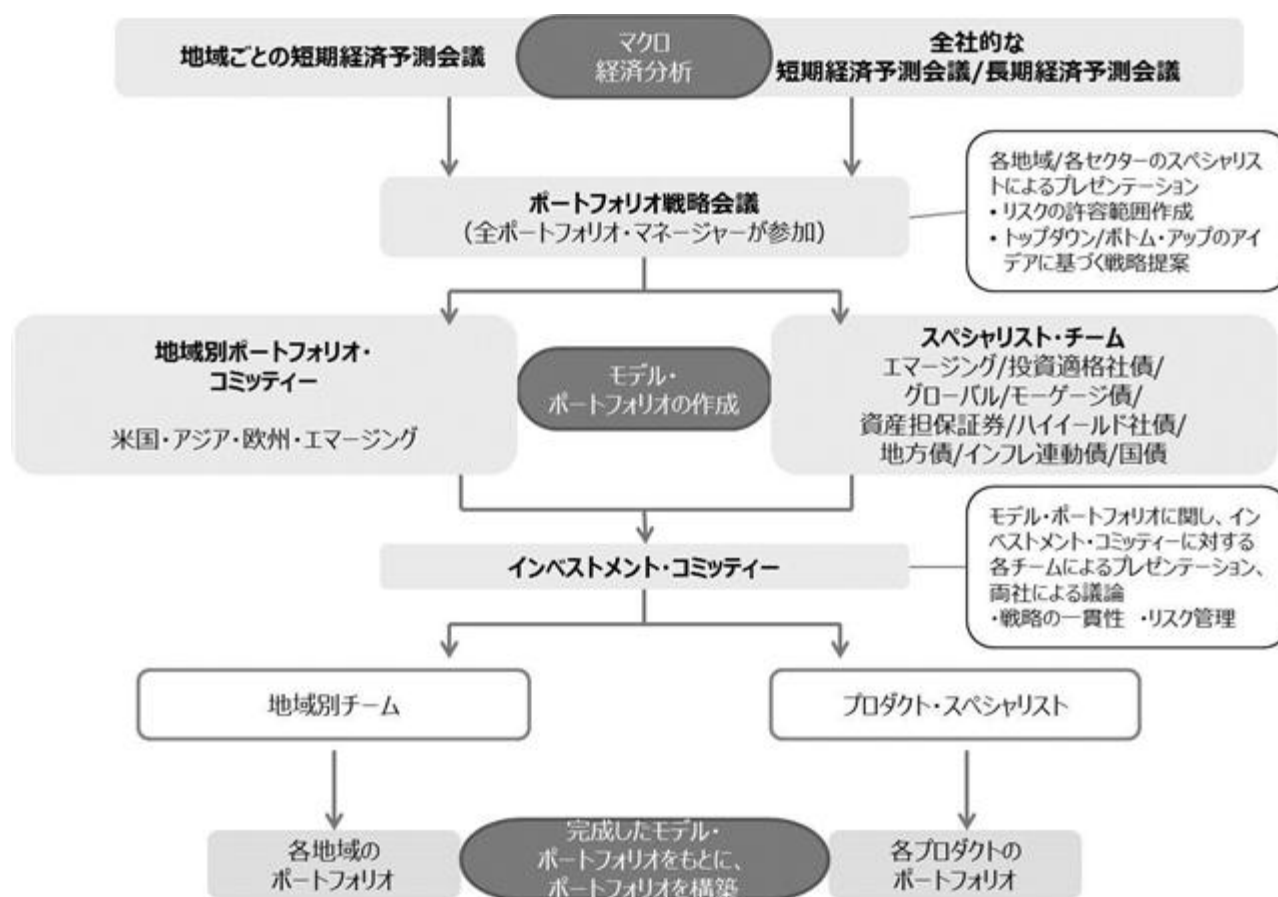 地域ごとの短期経済予測会議
マクロ
経済分析
全社的な
短期経済予測会議/長期経済予測会議
各地域/各セクターのスペシャリス
トによるプレゼンテーション
・リスクの許容範囲作成
・トップダウン/ボトム・アップのアイ
デアに基づく戦略提案
ポートフォリオ戦略会議
(全ポートフォリオ・マネージャーが参加)
地域別ポートフォリオ・
コミッティー
米国・アジア・欧州・エマージング
モデル・
ポートフォリオの作成
スペシャリスト・チーム
エマージング/投資適格社債/
グローバル/モーゲージ債/
資産担保証券/ハイイールド社債/
地方債/インフレ連動債/国債
モデル・ポートフォリオに関し、イン
ベストメント・コミッティーに対する
各チームによるプレゼンテーション、
両社による議論
・戦略の一貫性 ・リスク管理
インベストメント・コミッティー
地域別チーム
プロダクト・スペシャリスト
各地域の
ポートフォリオ
完成したモデル・
ポートフォリオをもとに、
ポートフォリオを構築
各プロダクトの
ポートフォリオ